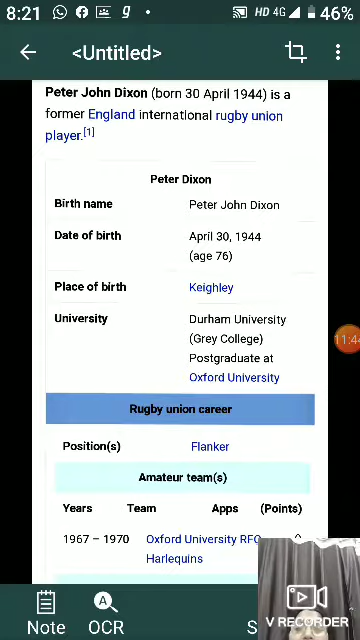 8:21 HD 4G 46%
<Untitled>
Peter John Dixon (born 30 April 1944) is a
former England international rugby union
player.[1]
Peter Dixon
Birth name Peter John Dixon
Date of birth April 30, 1944
(age 76)
Place of birth Keighley
University Durham University
(Grey College)
Postgraduate at
Oxford University
11:44
Rugby union career
Position(s) Flanker
Amateur team(s)
Years Team Apps (Points)
1967 – 1970 Oxford University RFC
Harlequins
V RECORDER
Note OCR S